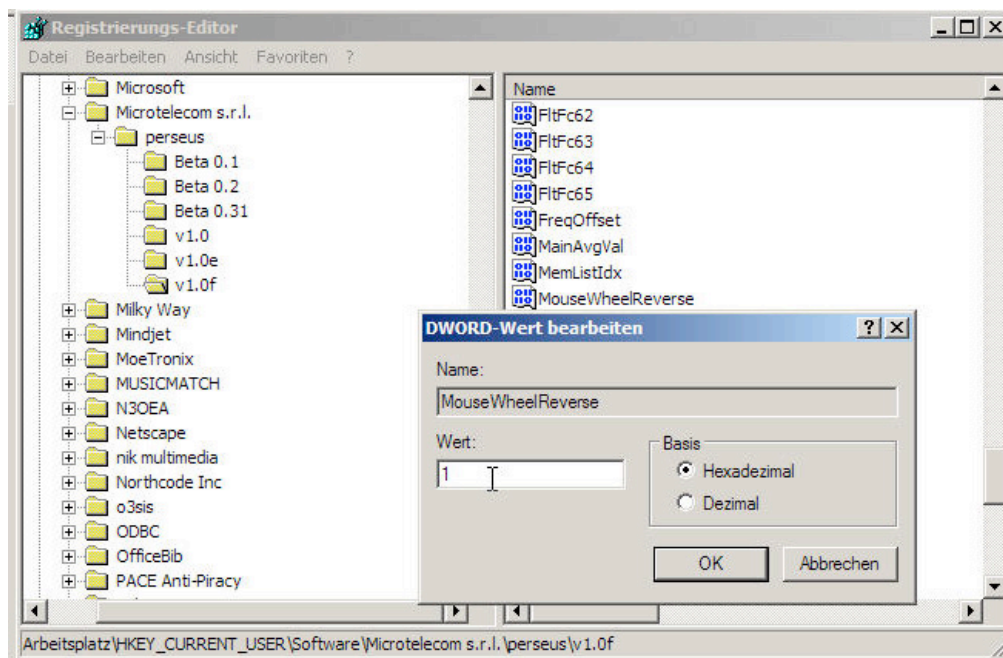 Registrierungs-Editor
Datei Bearbeiten Ansicht Favoriten ?
Microsoft
Microtelecom s.r.l.
perseus
Beta 0.1
Beta 0.2
Beta 0.31
v1.0
v1.0e
v1.0f
Milky Way
Mindjet
MoeTronix
MUSICMATCH
N3OEA
Netscape
nik multimedia
Northcode Inc
o3sis
ODBC
OfficeBib
PACE Anti-Piracy
Name
FltFc62
FltFc63
FltFc64
FltFc65
FreqOffset
MainAvgVal
MemListIdx
MouseWheelReverse
DWORD-Wert bearbeiten
Name:
MouseWheelReverse
Wert:
1
Basis
Hexadezimal
Dezimal
OK Abbrechen
Arbeitsplatz\HKEY_CURRENT_USER\Software\Microtelecom s.r.l.\perseus\v1.0f